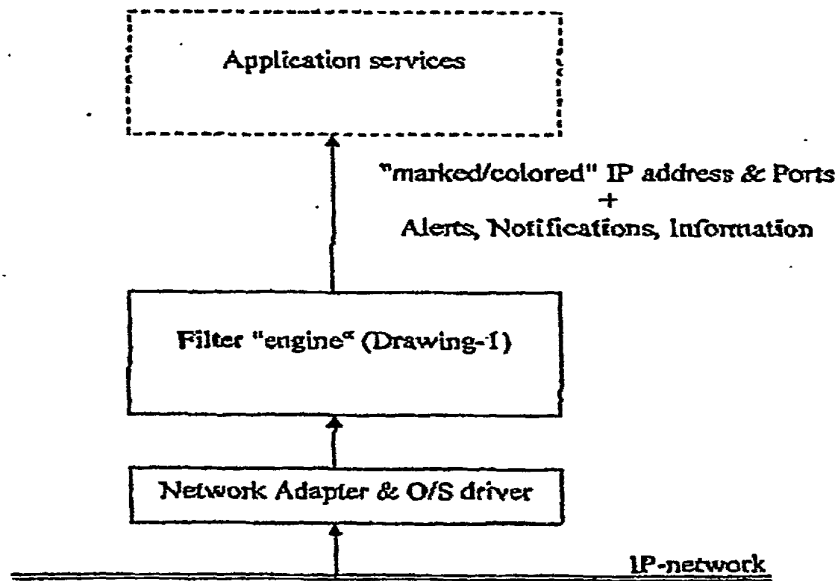 Application services
"marked/colored" IP address & Ports
+
Alerts, Notifications, Information
Filter "engine" (Drawing-1)
Network Adapter & O/S driver
IP-network